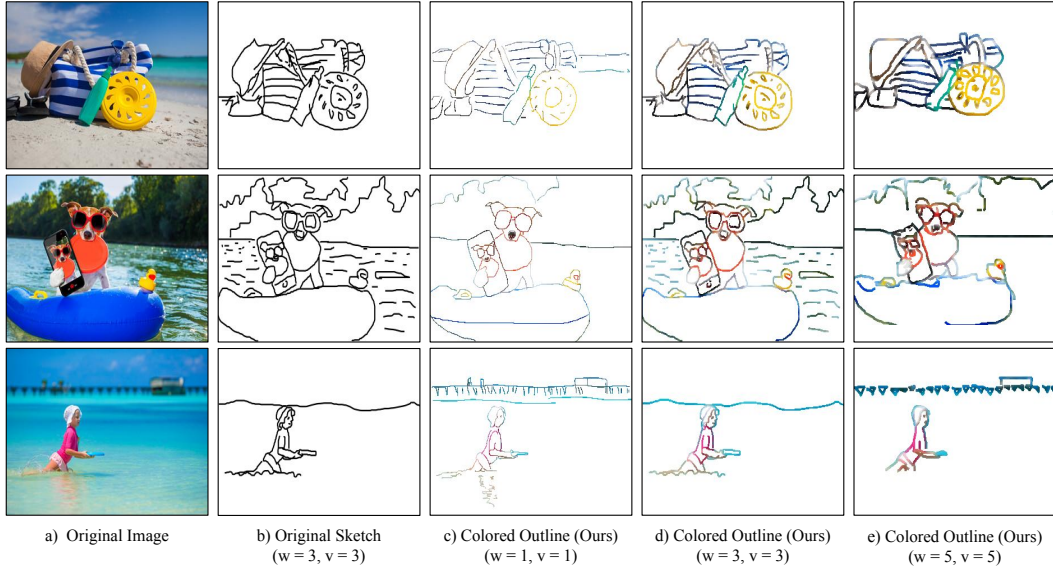 a) Original Image
b) Original Sketch
(w = 3, v = 3)
c) Colored Outline (Ours)
(w = 1, v = 1)
d) Colored Outline (Ours)
(w = 3, v = 3)
e) Colored Outline (Ours)
(w = 5, v = 5)